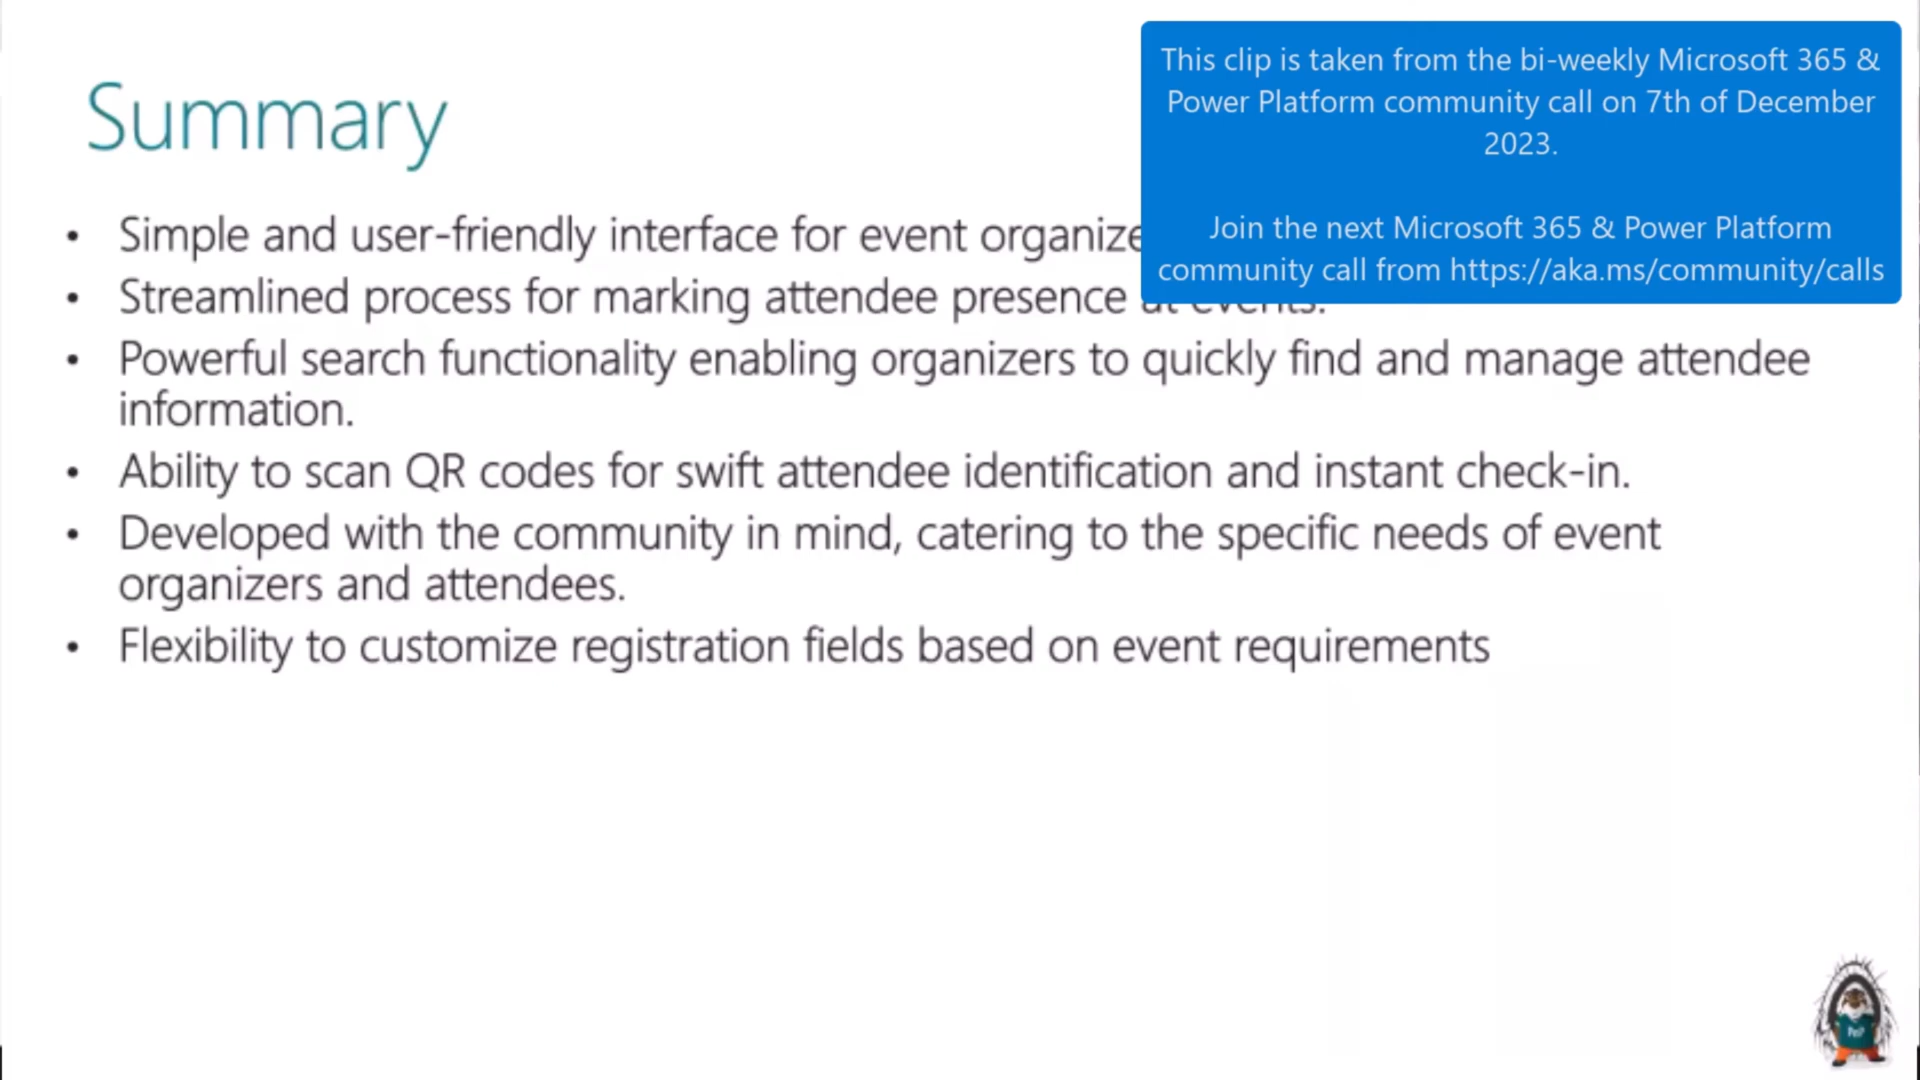 Summary
This clip is taken from the bi-weekly Microsoft 365 &
Power Platform community call on 7th of December
2023.
Join the next Microsoft 365 & Power Platform
community call from https://aka.ms/community/calls
• Simple and user-friendly interface for event
• Streamlined process for marking attendee presence at events.
• Powerful search functionality enabling organizers to quickly find and manage attendee
information.
• Ability to scan QR codes for swift attendee identification and instant check-in.
• Developed with the community in mind, catering to the specific needs of event
organizers and attendees.
• Flexibility to customize registration fields based on event requirements
PnP